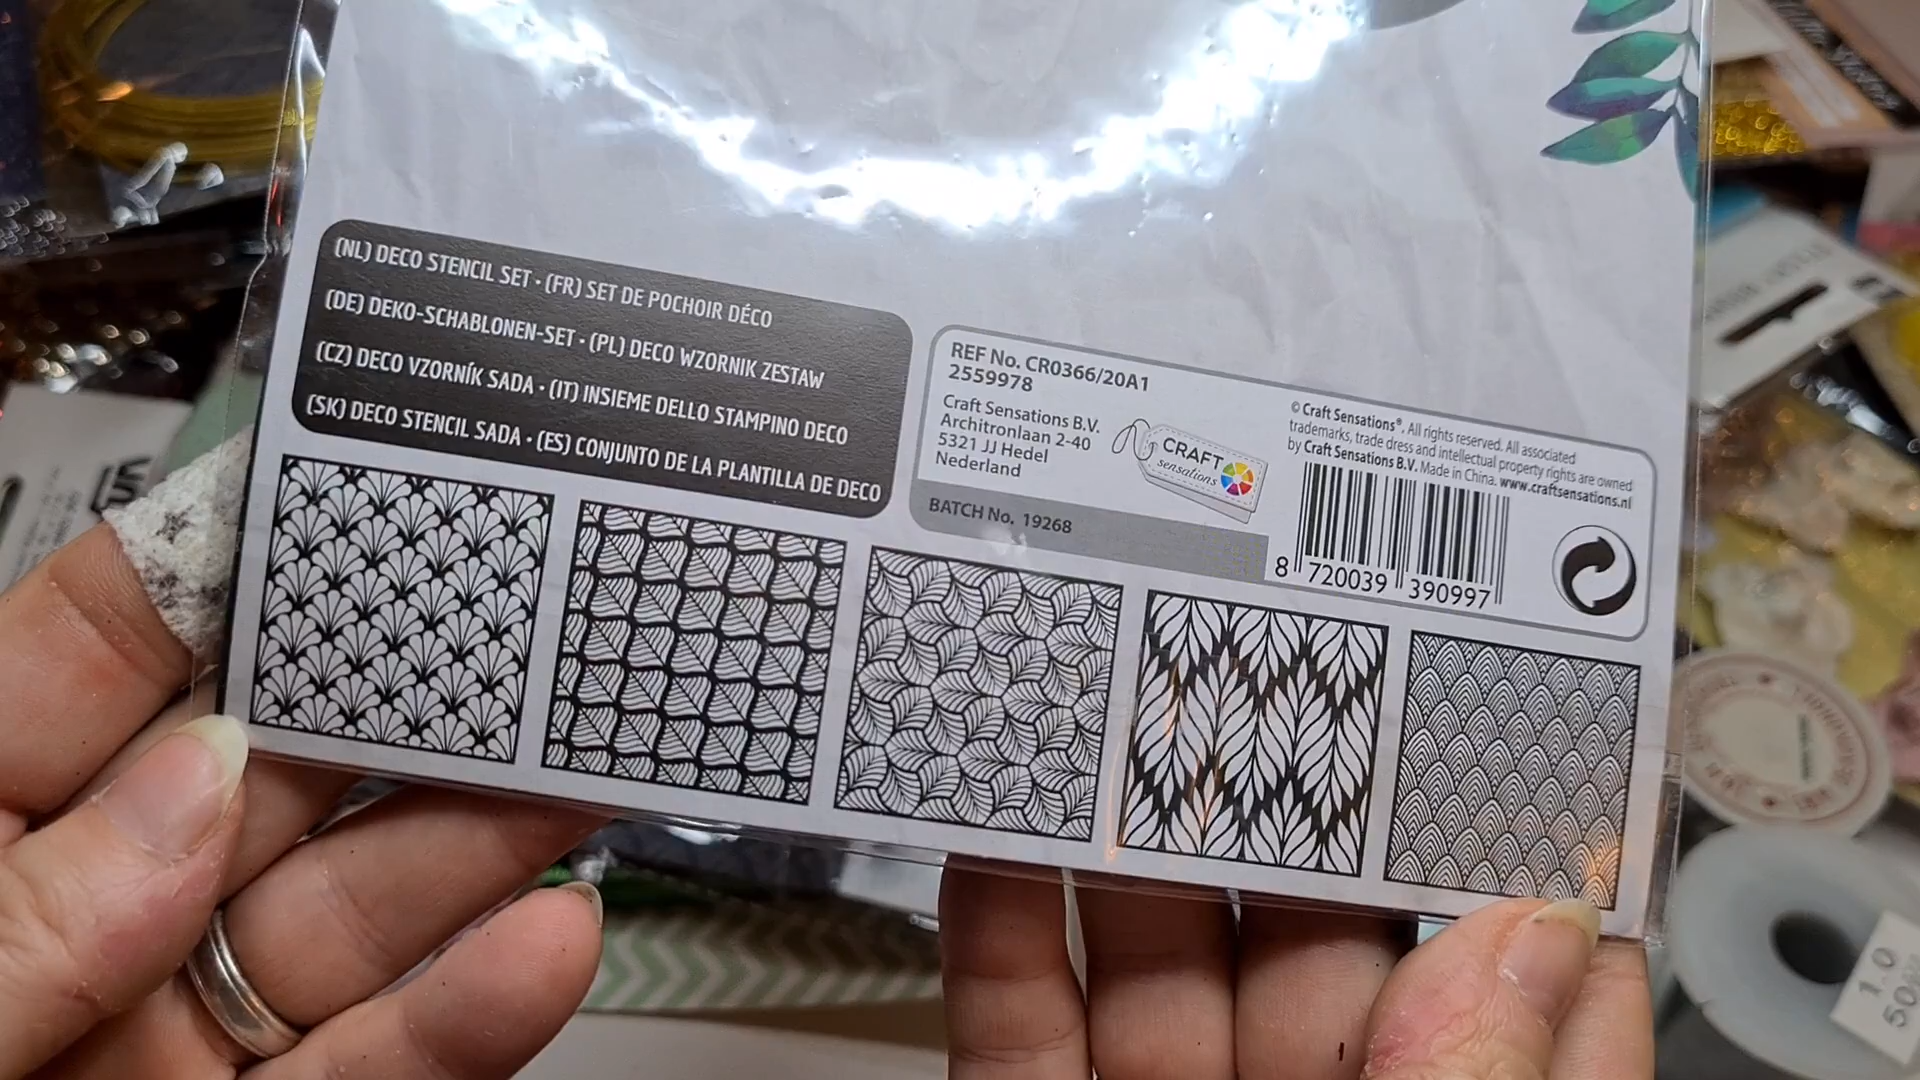 (NL) DECO STENCIL SET · (FR) SET DE POCHOIR DÉCO
(DE) DEKO-SCHABLONEN-SET · (PL) DECO WZORNIK ZESTAW
(CZ) DECO VZORNÍK SADA · (IT) INSIEME DELLO STAMPINO DECO
(SK) DECO STENCIL SADA · (ES) CONJUNTO DE LA PLANTILLA DE DECO
REF No. CR0366/20A1
2559978
Craft Sensations B.V.
Architronlaan 2-40
5321 JJ Hedel
Nederland
BATCH No. 19268
CRAFT
sensations
© Craft Sensations®. All rights reserved. All associated
trademarks, trade dress and intellectual property rights are owned
by Craft Sensations B.V. Made in China. www.craftsensations.nl
8 720039 390997
1.0
50